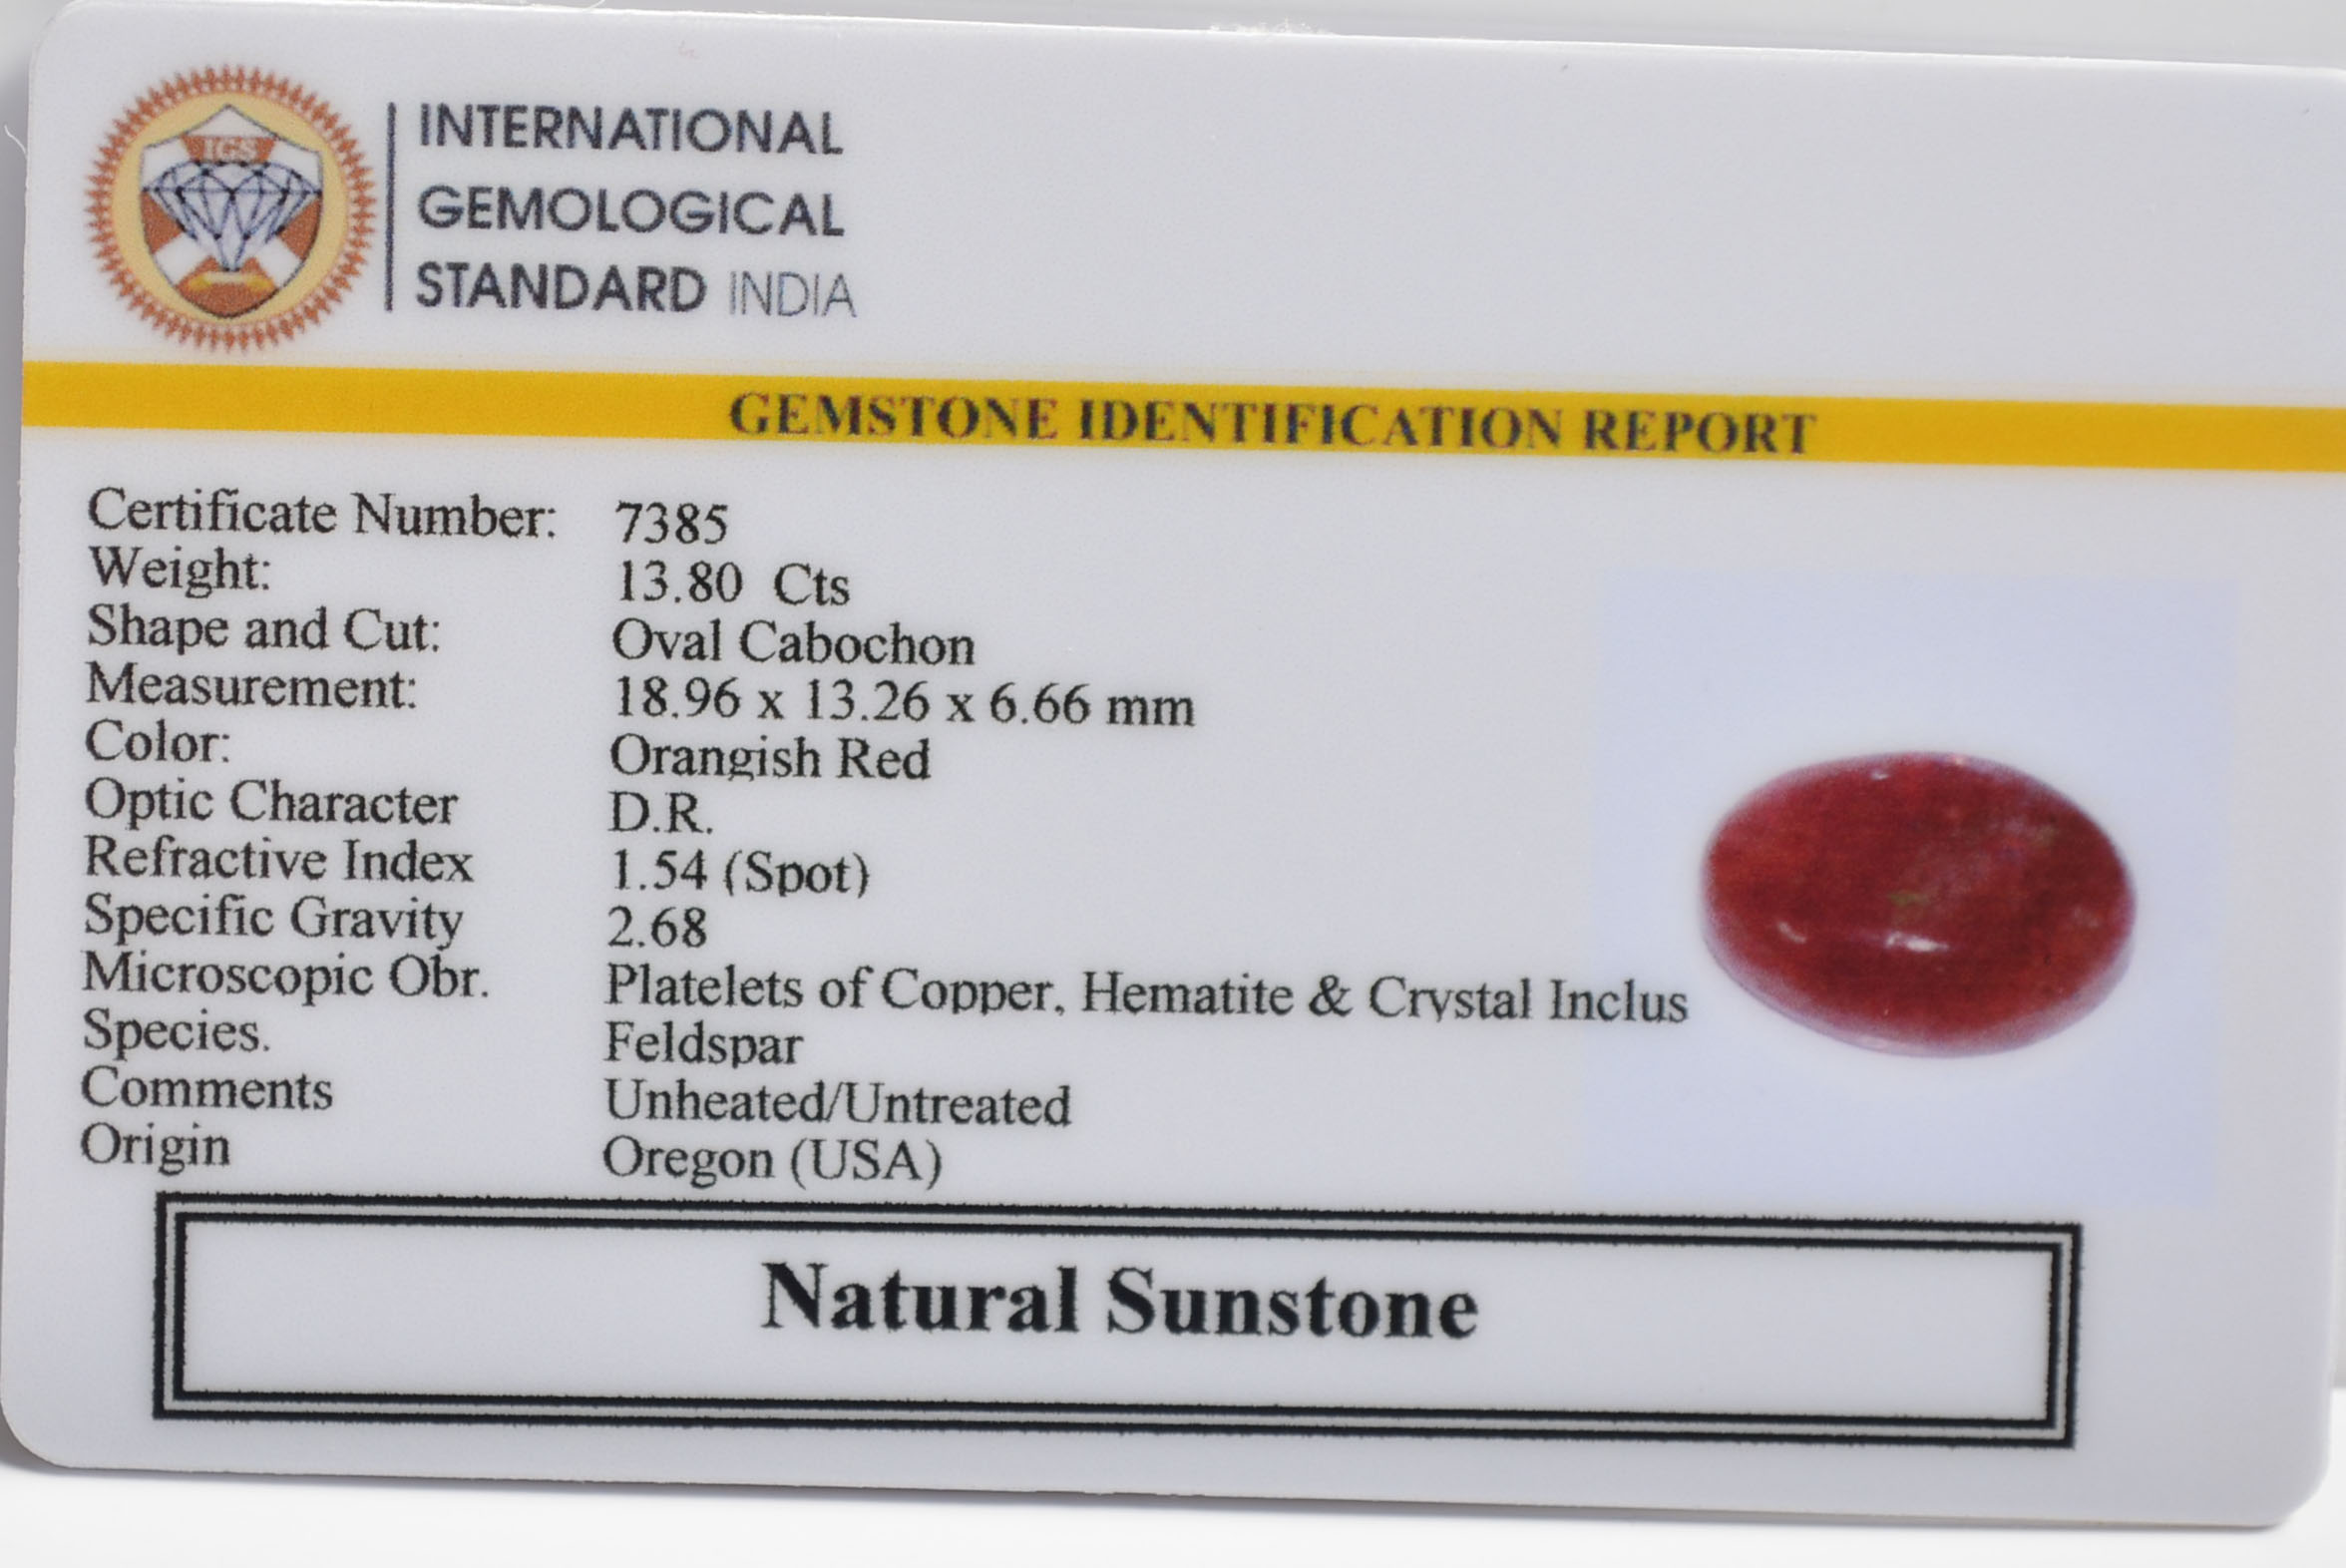 IGS
INTERNATIONAL
GEMOLOGICAL
STANDARD INDIA
GEMSTONE IDENTIFICATION REPORT
Certificate Number: 7385
Weight: 13.80 Cts
Shape and Cut: Oval Cabochon
Measurement: 18.96 x 13.26 x 6.66 mm
Color: Orangish Red
Optic Character D.R.
Refractive Index 1.54 (Spot)
Specific Gravity 2.68
Microscopic Obr. Platelets of Copper, Hematite & Crystal Inclus
Species. Feldspar
Comments Unheated/Untreated
Origin Oregon (USA)
Natural Sunstone